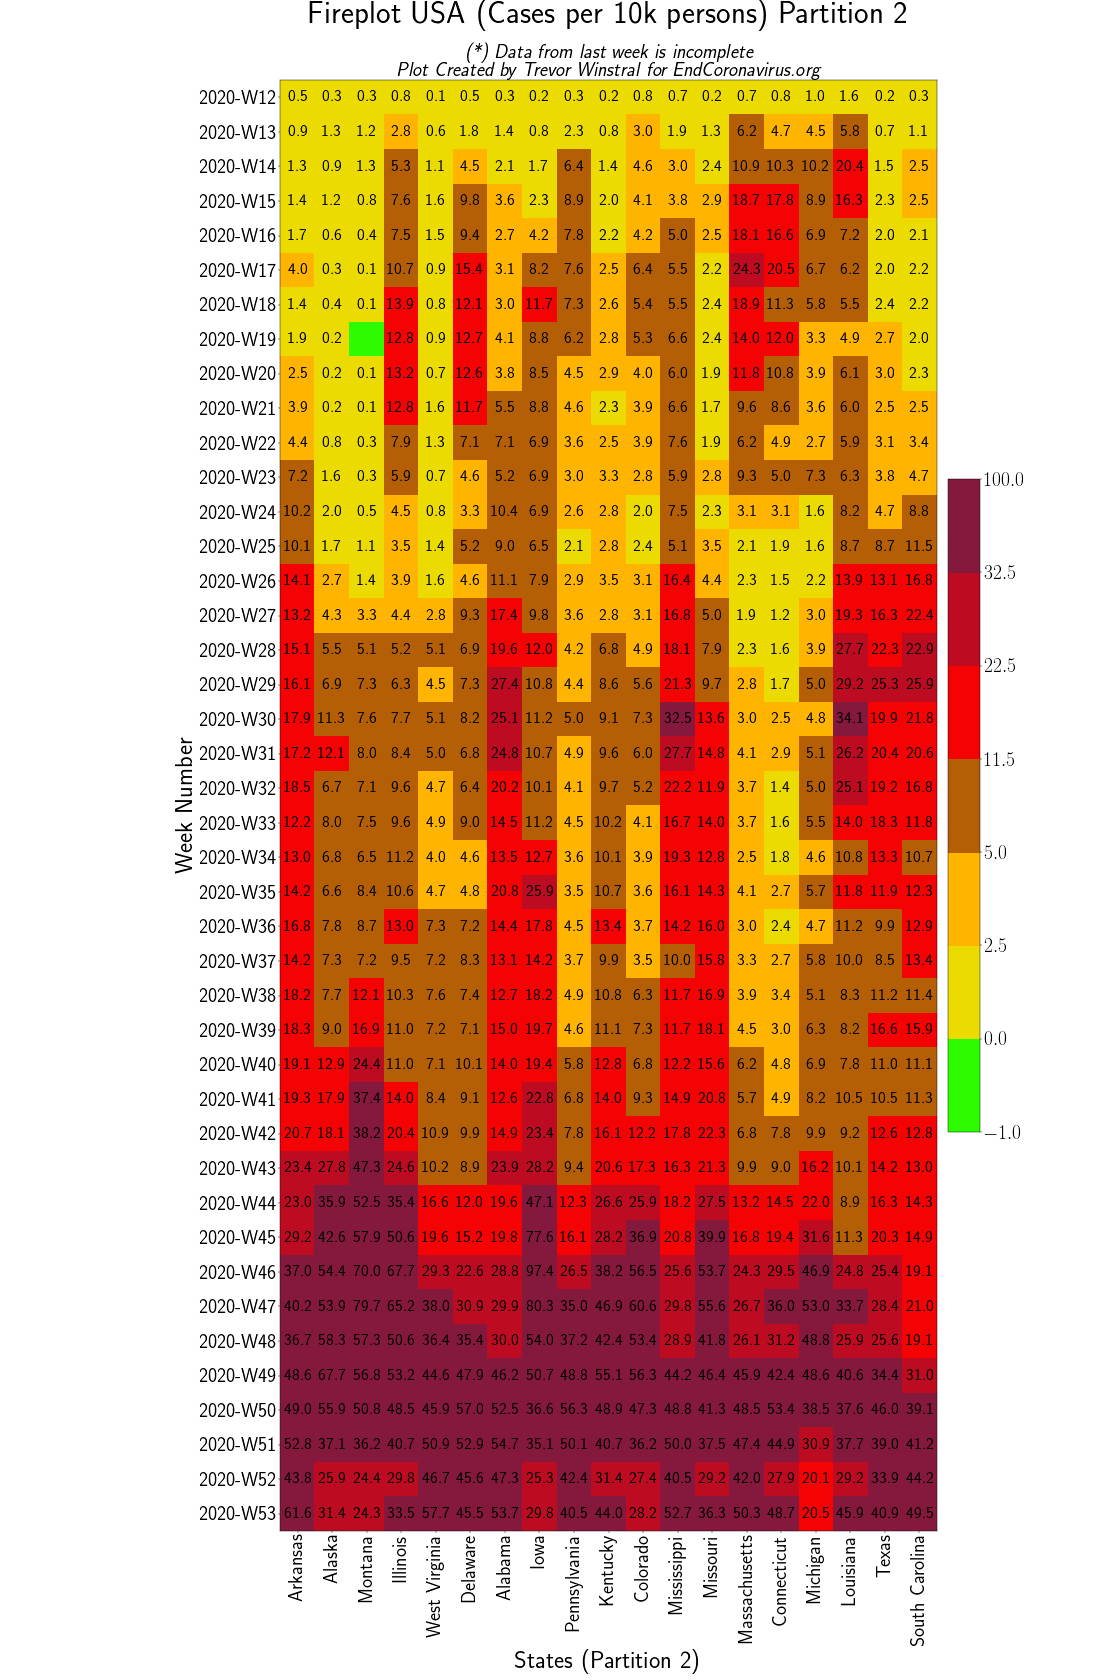 Fireplot USA (Cases per 10k persons) Partition 2
(*) Data from last week is incomplete
Plot Created by Trevor Winstral for EndCoronavirus.org
2020-W12 0.5 0.3 0.3 0.8 0.1 0.5 0.3 0.2 0.3 0.2 0.8 0.7 0.2 0.7 0.8 1.0 1.6 0.2 0.3
2020-W13 0.9 1.3 1.2 2.8 0.6 1.8 1.4 0.8 2.3 0.8 3.0 1.9 1.3 6.2 4.7 4.5 5.8 0.7 1.1
2020-W14 1.3 0.9 1.3 5.3 1.1 4.5 2.1 1.7 6.4 1.4 4.6 3.0 2.4 10.9 10.3 10.2 20.4 1.5 2.5
2020-W15 1.4 1.2 0.8 7.6 1.6 9.8 3.6 2.3 8.9 2.0 4.1 3.8 2.9 18.7 17.8 8.9 16.3 2.3 2.5
2020-W16 1.7 0.6 0.4 7.5 1.5 9.4 2.7 4.2 7.8 2.2 4.2 5.0 2.5 18.1 16.6 6.9 7.2 2.0 2.1
2020-W17 4.0 0.3 0.1 10.7 0.9 15.4 3.1 8.2 7.6 2.5 6.4 5.5 2.2 24.3 20.5 6.7 6.2 2.0 2.2
2020-W18 1.4 0.4 0.1 13.9 0.8 12.1 3.0 11.7 7.3 2.6 5.4 5.5 2.4 18.9 11.3 5.8 5.5 2.4 2.2
2020-W19 1.9 0.2 12.8 0.9 12.7 4.1 8.8 6.2 2.8 5.3 6.6 2.4 14.0 12.0 3.3 4.9 2.7 2.0
2020-W20 2.5 0.2 0.1 13.2 0.7 12.6 3.8 8.5 4.5 2.9 4.0 6.0 1.9 11.8 10.8 3.9 6.1 3.0 2.3
2020-W21 3.9 0.2 0.1 12.8 1.6 11.7 5.5 8.8 4.6 2.3 3.9 6.6 1.7 9.6 8.6 3.6 6.0 2.5 2.5
2020-W22 4.4 0.8 0.3 7.9 1.3 7.1 7.1 6.9 3.6 2.5 3.9 7.6 1.9 6.2 4.9 2.7 5.9 3.1 3.4
2020-W23 7.2 1.6 0.3 5.9 0.7 4.6 5.2 6.9 3.0 3.3 2.8 5.9 2.8 9.3 5.0 7.3 6.3 3.8 4.7
2020-W24 10.2 2.0 0.5 4.5 0.8 3.3 10.4 6.9 2.6 2.8 2.0 7.5 2.3 3.1 3.1 1.6 8.2 4.7 8.8
2020-W25 10.1 1.7 1.1 3.5 1.4 5.2 9.0 6.5 2.1 2.8 2.4 5.1 3.5 2.1 1.9 1.6 8.7 8.7 11.5
2020-W26 14.1 2.7 1.4 3.9 1.6 4.6 11.1 7.9 2.9 3.5 3.1 16.4 4.4 2.3 1.5 2.2 13.9 13.1 16.8
2020-W27 13.2 4.3 3.3 4.4 2.8 9.3 17.4 9.8 3.6 2.8 3.1 16.8 5.0 1.9 1.2 3.0 19.3 16.3 22.4
2020-W28 15.1 5.5 5.1 5.2 5.1 6.9 19.6 12.0 4.2 6.8 4.9 18.1 7.9 2.3 1.6 3.9 27.7 22.3 22.9
2020-W29 16.1 6.9 7.3 6.3 4.5 7.3 27.4 10.8 4.4 8.6 5.6 21.3 9.7 2.8 1.7 5.0 29.2 25.3 25.9
2020-W30 17.9 11.3 7.6 7.7 5.1 8.2 25.1 11.2 5.0 9.1 7.3 32.5 13.6 3.0 2.5 4.8 34.1 19.9 21.8
2020-W31 17.2 12.1 8.0 8.4 5.0 6.8 24.8 10.7 4.9 9.6 6.0 27.7 14.8 4.1 2.9 5.1 26.2 20.4 20.6
2020-W32 18.5 6.7 7.1 9.6 4.7 6.4 20.2 10.1 4.1 9.7 5.2 22.2 11.9 3.7 1.4 5.0 25.1 19.2 16.8
2020-W33 12.2 8.0 7.5 9.6 4.9 9.0 14.5 11.2 4.5 10.2 4.1 16.7 14.0 3.7 1.6 5.5 14.0 18.3 11.8
2020-W34 13.0 6.8 6.5 11.2 4.0 4.6 13.5 12.7 3.6 10.1 3.9 19.3 12.8 2.5 1.8 4.6 10.8 13.3 10.7
2020-W35 14.2 6.6 8.4 10.6 4.7 4.8 20.8 25.9 3.5 10.7 3.6 16.1 14.3 4.1 2.7 5.7 11.8 11.9 12.3
2020-W36 16.8 7.8 8.7 13.0 7.3 7.2 14.4 17.8 4.5 13.4 3.7 14.2 16.0 3.0 2.4 4.7 11.2 9.9 12.9
2020-W37 14.2 7.3 7.2 9.5 7.2 8.3 13.1 14.2 3.7 9.9 3.5 10.0 15.8 3.3 2.7 5.8 10.0 8.5 13.4
2020-W38 18.2 7.7 12.1 10.3 7.6 7.4 12.7 18.2 4.9 10.8 6.3 11.7 16.9 3.9 3.4 5.1 8.3 11.2 11.4
2020-W39 18.3 9.0 16.9 11.0 7.2 7.1 15.0 19.7 4.6 11.1 7.3 11.7 18.1 4.5 3.0 6.3 8.2 16.6 15.9
2020-W40 19.1 12.9 24.4 11.0 7.1 10.1 14.0 19.4 5.8 12.8 6.8 12.2 15.6 6.2 4.8 6.9 7.8 11.0 11.1
2020-W41 19.3 17.9 37.4 14.0 8.4 9.1 12.6 22.8 6.8 14.0 9.3 14.9 20.8 5.7 4.9 8.2 10.5 10.5 11.3
2020-W42 20.7 18.1 38.2 20.4 10.9 9.9 14.9 23.4 7.8 16.1 12.2 17.8 22.3 6.8 7.8 9.9 9.2 12.6 12.8
2020-W43 23.4 27.8 47.3 24.6 10.2 8.9 23.9 28.2 9.4 20.6 17.3 16.3 21.3 9.9 9.0 16.2 10.1 14.2 13.0
2020-W44 23.0 35.9 52.5 35.4 16.6 12.0 19.6 47.1 12.3 26.6 25.9 18.2 27.5 13.2 14.5 22.0 8.9 16.3 14.3
2020-W45 29.2 42.6 57.9 50.6 19.6 15.2 19.8 77.6 16.1 28.2 36.9 20.8 39.9 16.8 19.4 31.6 11.3 20.3 14.9
2020-W46 37.0 54.4 70.0 67.7 29.3 22.6 28.8 97.4 26.5 38.2 56.5 25.6 53.7 24.3 29.5 46.9 24.8 25.4 19.1
2020-W47 40.2 53.9 79.7 65.2 38.0 30.9 29.9 80.3 35.0 46.9 60.6 29.8 55.6 26.7 36.0 53.0 33.7 28.4 21.0
2020-W48 36.7 58.3 57.3 50.6 36.4 35.4 30.0 54.0 37.2 42.4 53.4 28.9 41.8 26.1 31.2 48.8 25.9 25.6 19.1
2020-W49 48.6 67.7 56.8 53.2 44.6 47.9 46.2 50.7 48.8 55.1 56.3 44.2 46.4 45.9 42.4 48.6 40.6 34.4 31.0
2020-W50 49.0 55.9 50.8 48.5 45.9 57.0 52.5 36.6 56.3 48.9 47.3 48.8 41.3 48.5 53.4 38.5 37.6 46.0 39.1
2020-W51 52.8 37.1 36.2 40.7 50.9 52.9 54.7 35.1 50.1 40.7 36.2 50.0 37.5 47.4 44.9 30.9 37.7 39.0 41.2
2020-W52 43.8 25.9 24.4 29.8 46.7 45.6 47.3 25.3 42.4 31.4 27.4 40.5 29.2 42.0 27.9 20.1 29.2 33.9 44.2
2020-W53 61.6 31.4 24.3 33.5 57.7 45.5 53.7 29.8 40.5 44.0 28.2 52.7 36.3 50.3 48.7 20.5 45.9 40.9 49.5
Week Number
Arkansas Alaska Montana Illinois West Virginia Delaware Alabama Iowa Pennsylvania Kentucky Colorado Mississippi Missouri Massachusetts Connecticut Michigan Louisiana Texas South Carolina
States (Partition 2)
100.0
32.5
22.5
11.5
5.0
2.5
0.0
−1.0